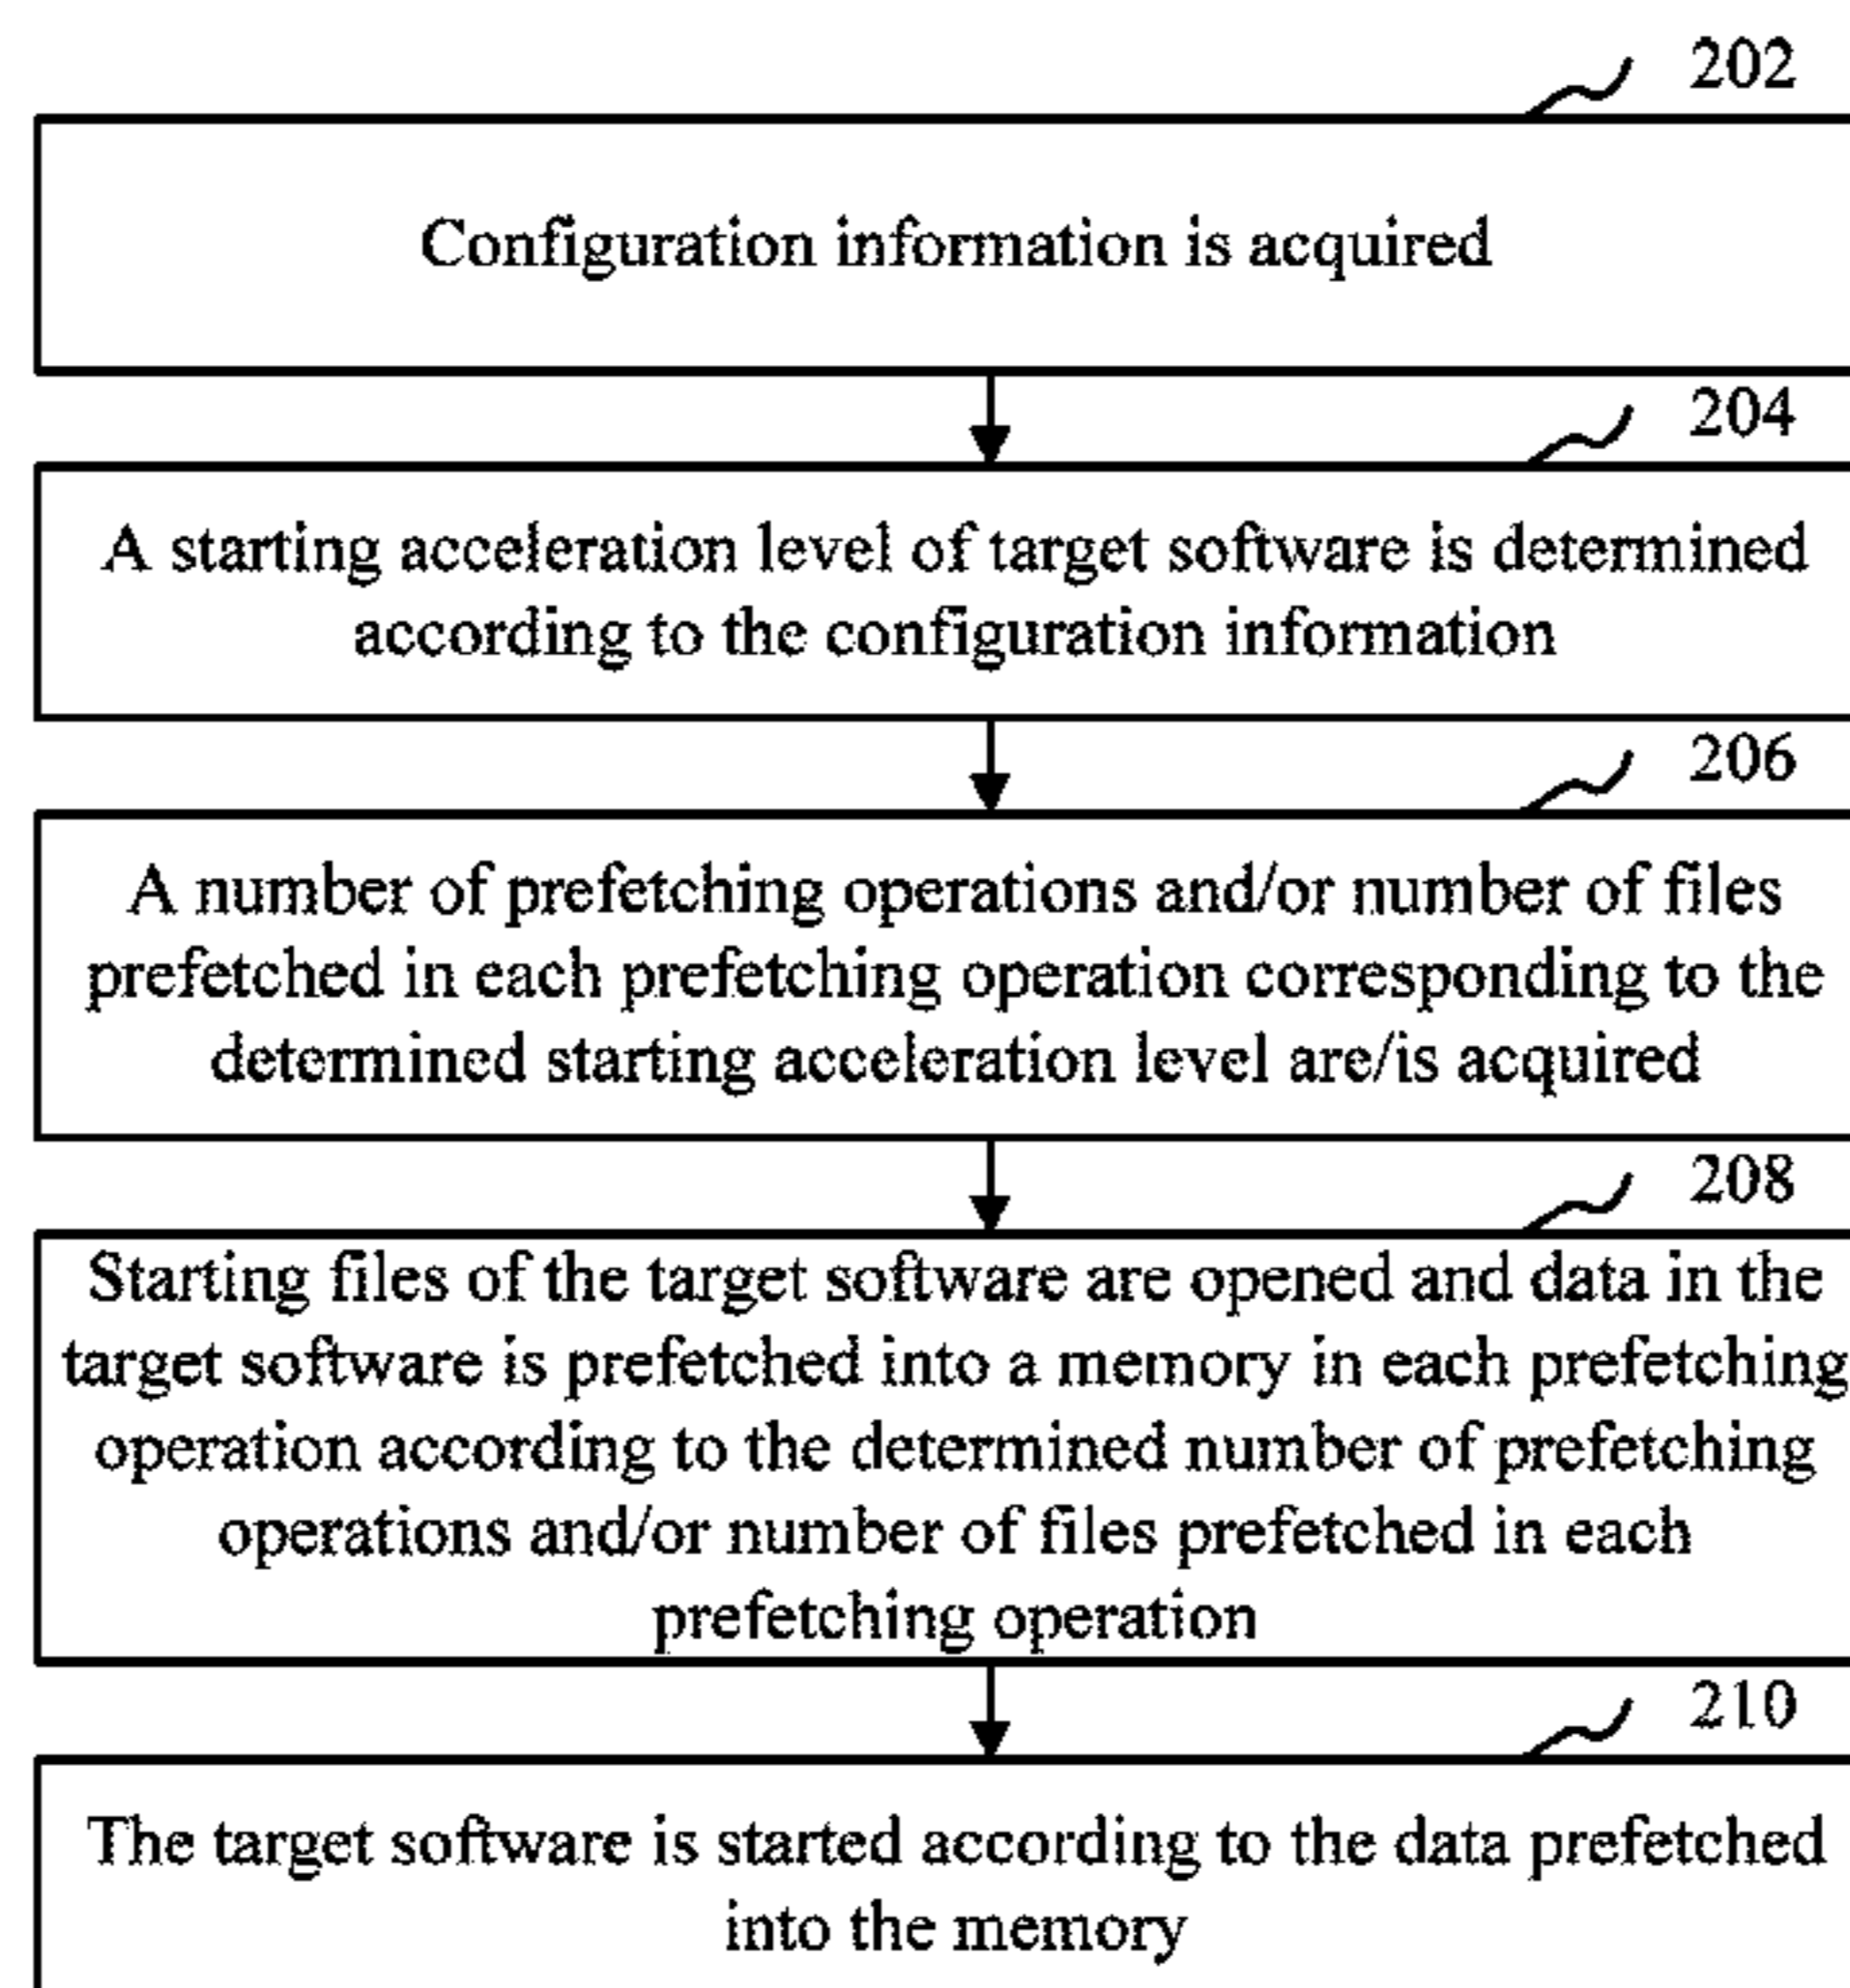 202
Configuration information is acquired
204
A starting acceleration level of target software is determined
according to the configuration information
206
A number of prefetching operations and/or number of files
prefetched in each prefetching operation corresponding to the
determined starting acceleration level are/is acquired
208
Starting files of the target software are opened and data in the
target software is prefetched into a memory in each prefetching
operation according to the determined number of prefetching
operations and/or number of files prefetched in each
prefetching operation
210
The target software is started according to the data prefetched
into the memory